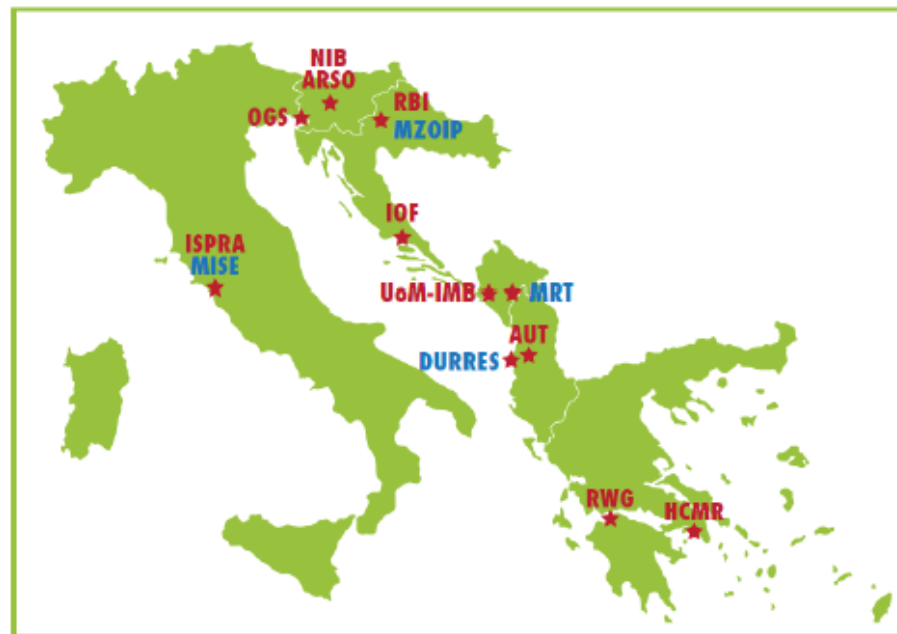 NIB
ARSO
OGS
RBI
MZOIP
IOF
ISPRA
MISE
UoM-IMB
MRT
AUT
DURRES
RWG
HCMR